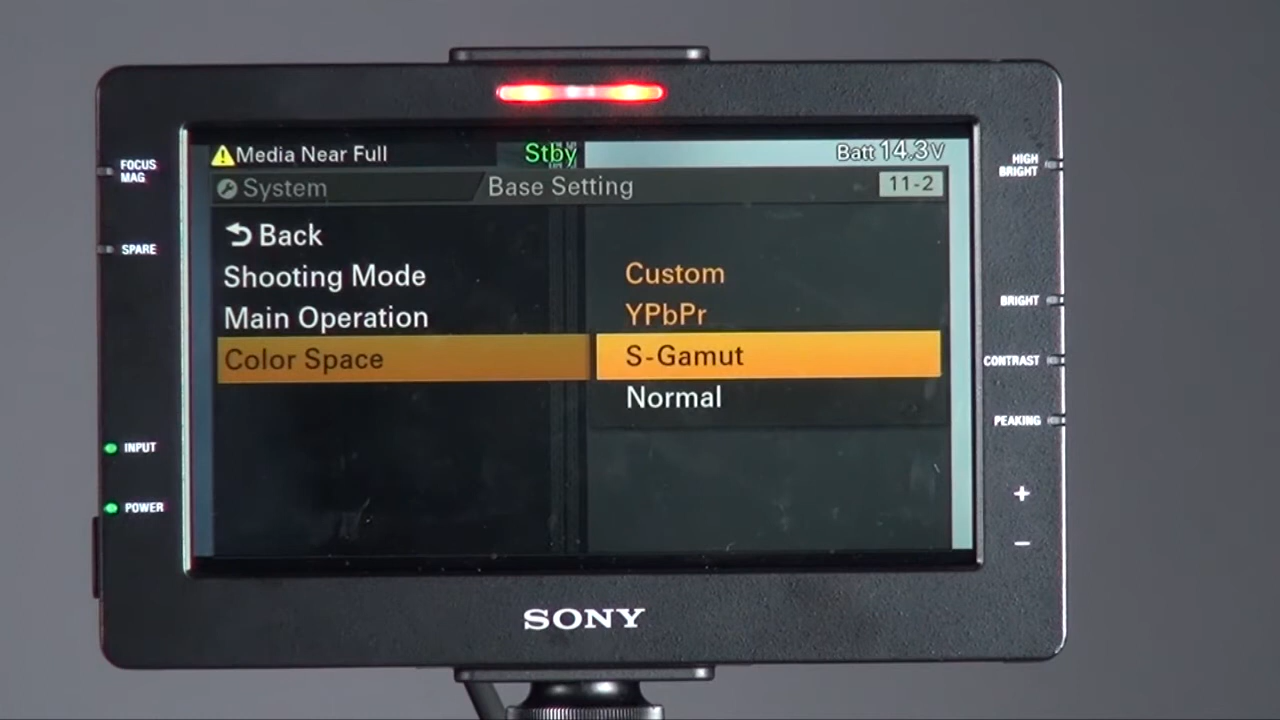 Media Near Full Stby Batt 14.3V
System Base Setting 11-2
Back
Shooting Mode Custom
Main Operation YPbPr
Color Space S-Gamut
Normal
FOCUS
MAG
SPARE
INPUT
POWER
HIGH
BRIGHT
BRIGHT
CONTRAST
PEAKING
+
−
SONY